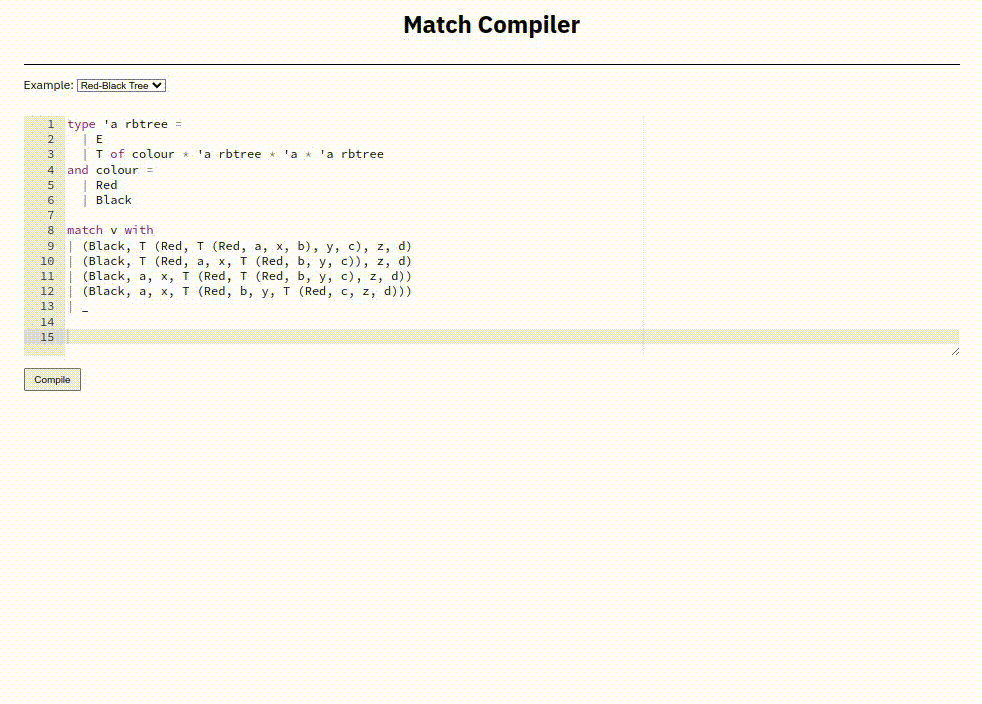 Match Compiler
Example: Red-Black Tree
1 type 'a rbtree =
2   | E
3   | T of colour * 'a rbtree * 'a * 'a rbtree
4 and colour =
5   | Red
6   | Black
7
8 match v with
9 | (Black, T (Red, T (Red, a, x, b), y, c), z, d)
10 | (Black, T (Red, a, x, T (Red, b, y, c)), z, d)
11 | (Black, a, x, T (Red, T (Red, b, y, c), z, d))
12 | (Black, a, x, T (Red, b, y, T (Red, c, z, d)))
13 | _
14
15
Compile